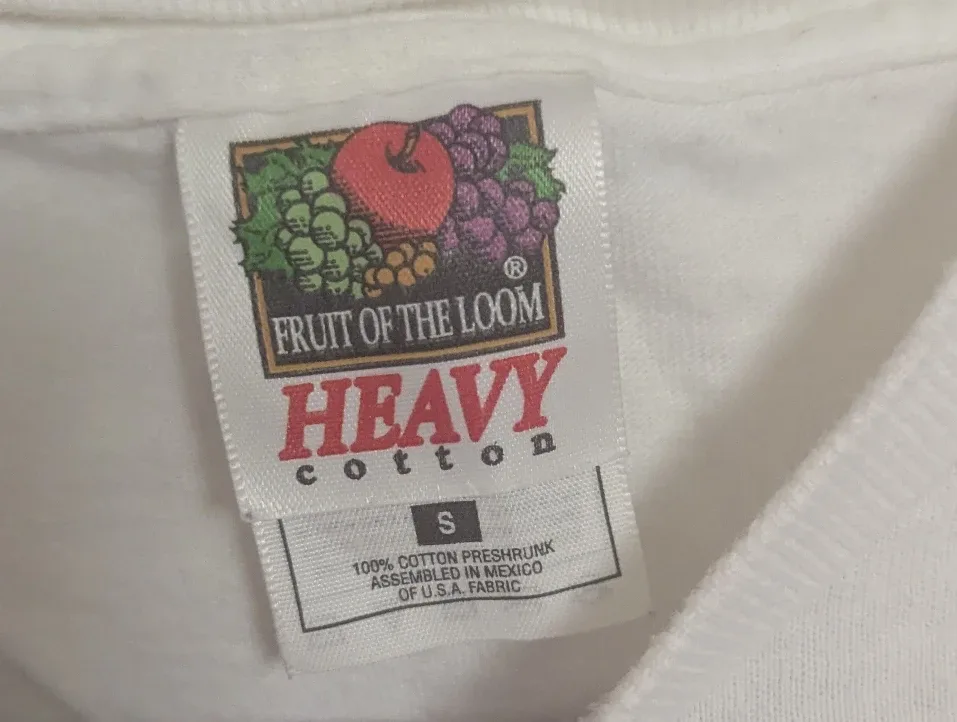 ®
FRUIT OF THE LOOM
HEAVY
cotton
S
100% COTTON PRESHRUNK
ASSEMBLED IN MEXICO
OF U.S.A. FABRIC